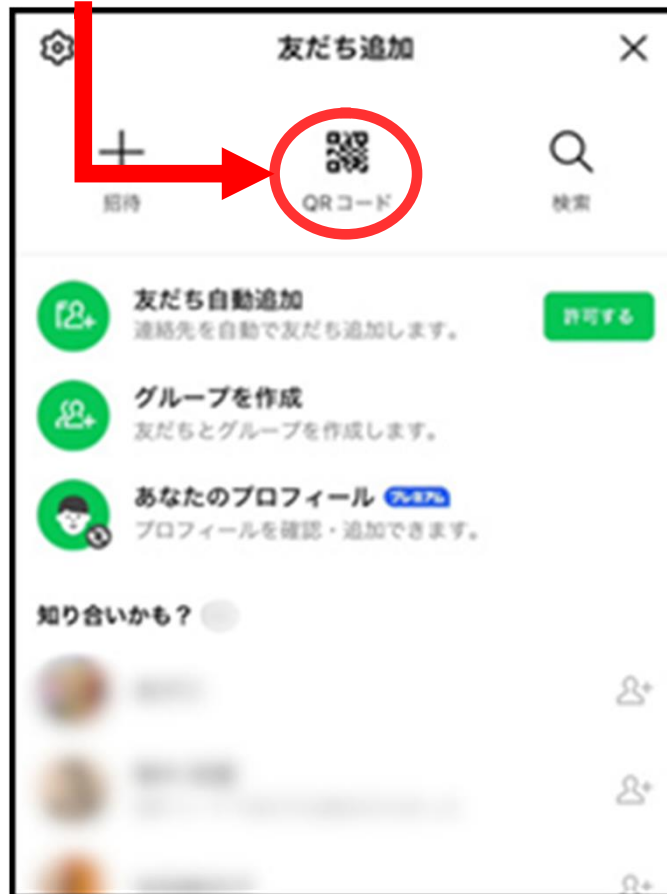 友だち追加
招待
QRコード
検索
友だち自動追加
連絡先を自動で友だち追加します。
許可する
グループを作成
友だちとグループを作成します。
あなたのプロフィール プレミアム
プロフィールを確認・追加できます。
知り合いかも？